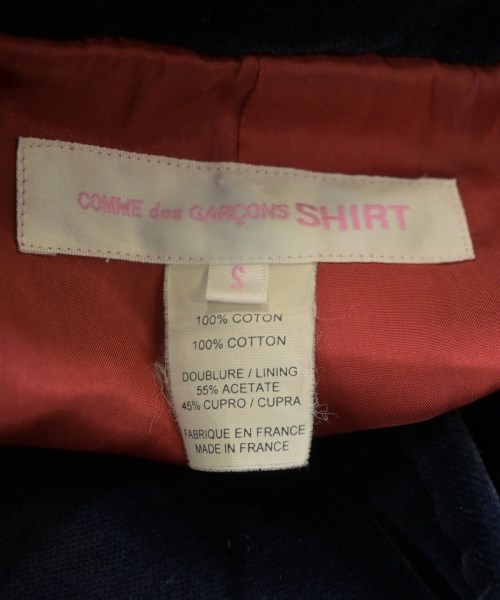 COMME des GARÇONS SHIRT
S
100% COTON
100% COTTON
DOUBLURE / LINING
55% ACETATE
45% CUPRO / CUPRA
FABRIQUE EN FRANCE
MADE IN FRANCE